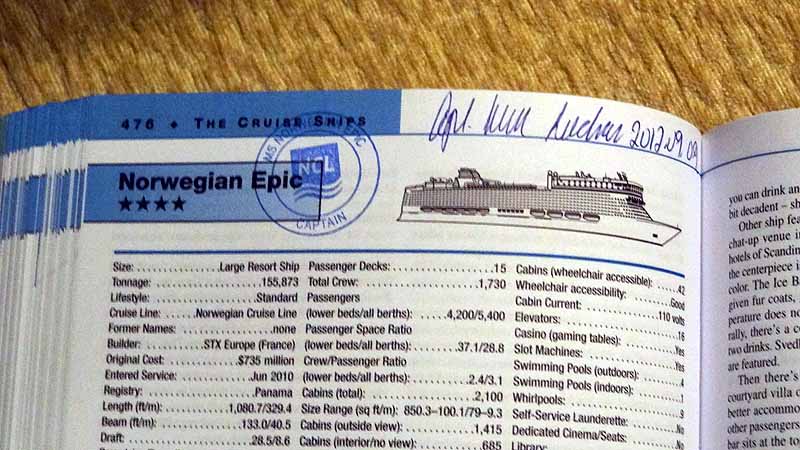 476 ◆ THE CRUISE SHIPS
MS NORWEGIAN EPIC
NCL
CAPTAIN
Norwegian Epic
★★★★
Size: Large Resort Ship
Tonnage: 155,873
Lifestyle: Standard
Cruise Line: Norwegian Cruise Line
Former Names: none
Builder: STX Europe (France)
Original Cost: $735 million
Entered Service: Jun 2010
Registry: Panama
Length (ft/m): 1,080.7/329.4
Beam (ft/m): 133.0/40.5
Draft: 28.5/8.6
Passenger Decks: 15
Total Crew: 1,730
Passengers
(lower beds/all berths): 4,200/5,400
Passenger Space Ratio
(lower beds/all berths): 37.1/28.8
Crew/Passenger Ratio
(lower beds/all berths): 2.4/3.1
Cabins (total): 2,100
Size Range (sq ft/m): 850.3–100.1/79–9.3
Cabins (outside view): 1,415
Cabins (interior/no view): 685
Cabins (wheelchair accessible): 42
Wheelchair accessibility: Good
Cabin Current: 110 volts
Elevators: 16
Casino (gaming tables): Yes
Slot Machines: Yes
Swimming Pools (outdoors): 4
Swimming Pools (indoors): 1
Whirlpools: 9
Self-Service Launderette: No
Dedicated Cinema/Seats: No
Library:
you can drink an
bit decadent – sh
Other ship fea
chat-up venue i
hotels of Scandin
the centerpiece i
color. The Ice B
given fur coats,
perature does no
rally, there's a c
two drinks. Sved
are featured.
Then there's
courtyard villa c
better accommo
other passengers
bar sits at the to